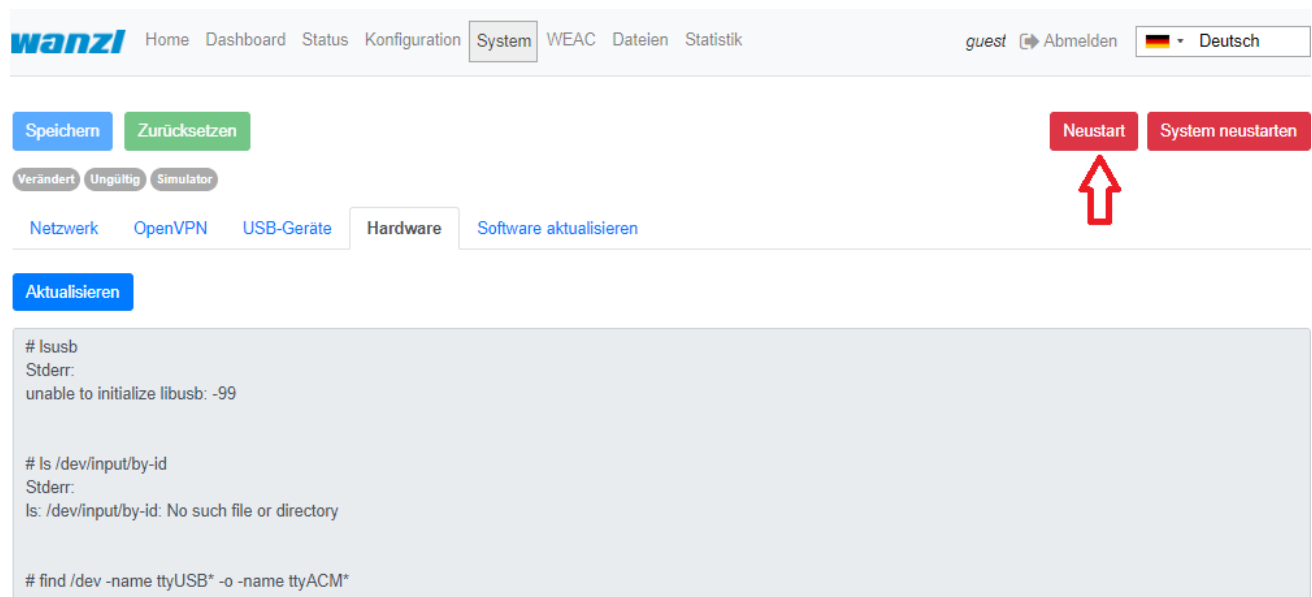 wanzl Home Dashboard Status Konfiguration System WEAC Dateien Statistik guest Abmelden Deutsch
Speichern Zurücksetzen Neustart System neustarten
Verändert Ungültig Simulator
Netzwerk OpenVPN USB-Geräte Hardware Software aktualisieren
Aktualisieren
# lsusb
Stderr:
unable to initialize libusb: -99
# ls /dev/input/by-id
Stderr:
ls: /dev/input/by-id: No such file or directory
# find /dev -name ttyUSB* -o -name ttyACM*